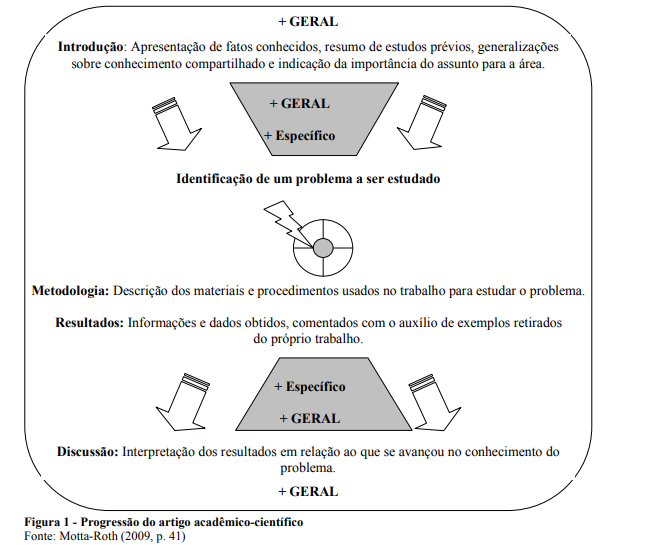 + GERAL
Introdução: Apresentação de fatos conhecidos, resumo de estudos prévios, generalizações
sobre conhecimento compartilhado e indicação da importância do assunto para a área.
+ GERAL
+ Específico
Identificação de um problema a ser estudado
Metodologia: Descrição dos materiais e procedimentos usados no trabalho para estudar o problema.
Resultados: Informações e dados obtidos, comentados com o auxílio de exemplos retirados
do próprio trabalho.
+ Específico
+ GERAL
Discussão: Interpretação dos resultados em relação ao que se avançou no conhecimento do
problema.
+ GERAL
Figura 1 - Progressão do artigo acadêmico-científico
Fonte: Motta-Roth (2009, p. 41)